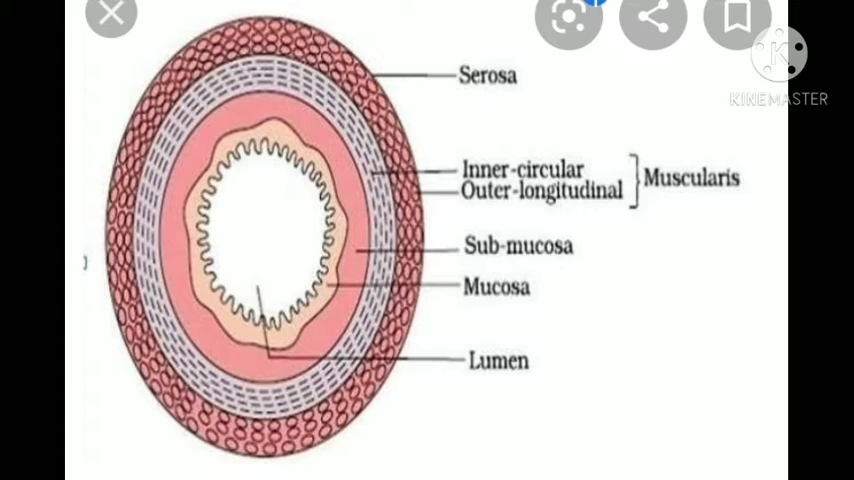 K
KINEMASTER
Serosa
Inner-circular
Outer-longitudinal
Muscularis
Sub-mucosa
Mucosa
Lumen